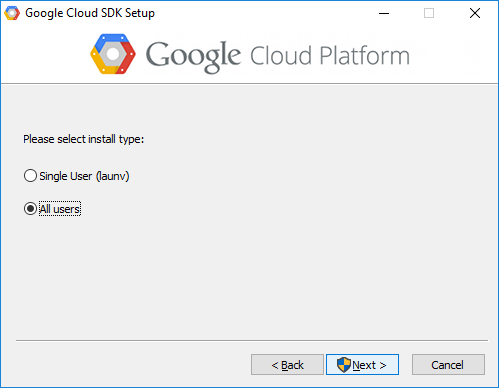 Google Cloud SDK Setup
Google Cloud Platform
Please select install type:
Single User (launv)
All users
< Back
Next >
Cancel